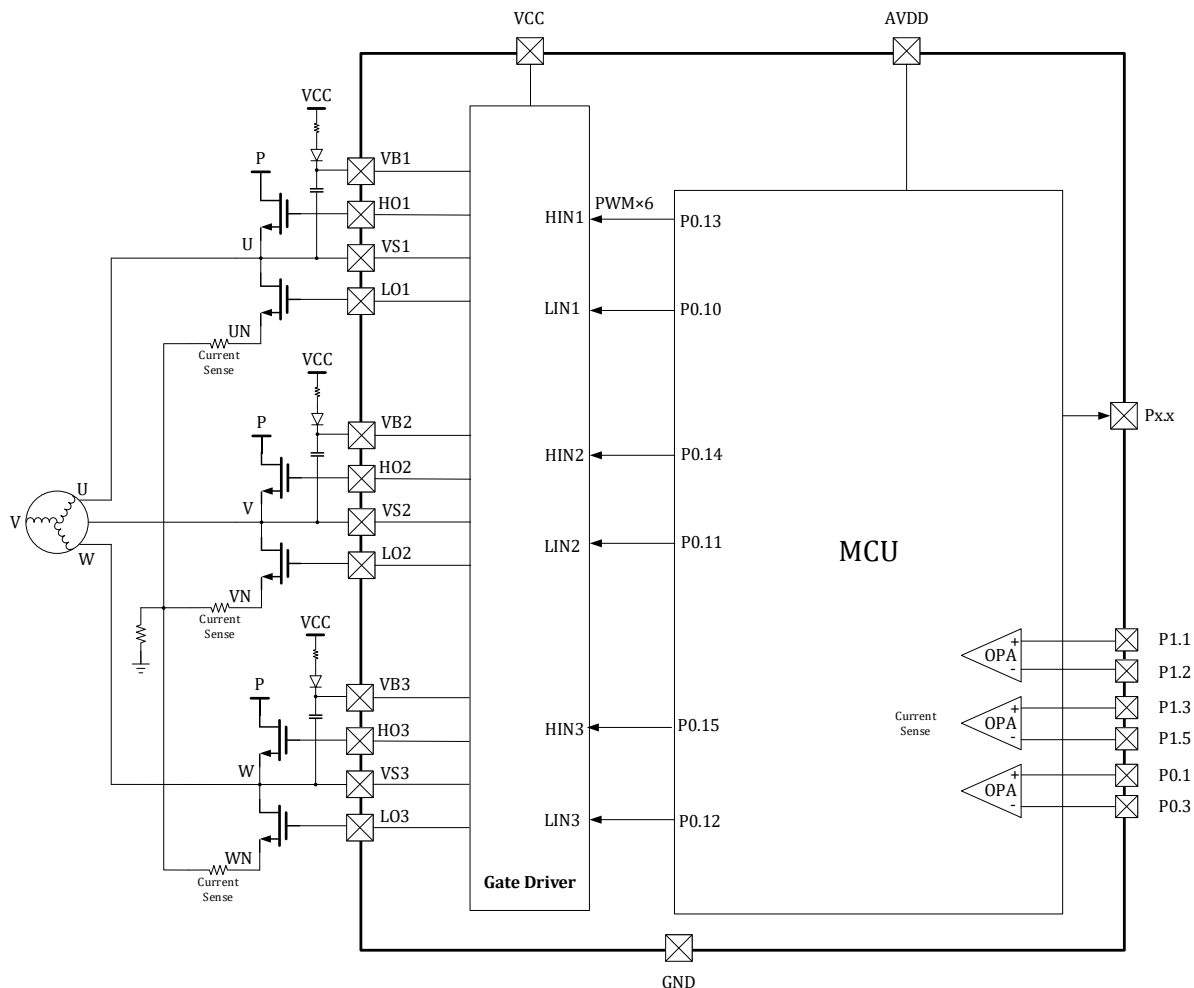 VCC
AVDD
VCC
VB1
P
HO1
PWM×6
HIN1
P0.13
U
VS1
LO1
LIN1
P0.10
UN
Current
Sense
VCC
Px.x
VB2
P
HO2
HIN2
P0.14
U
V
V
VS2
W
LO2
LIN2
P0.11
MCU
VN
Current
Sense
VCC
P1.1
+
OPA
-
P1.2
P
VB3
P1.3
+
Current
Sense
OPA
-
P1.5
HO3
HIN3
P0.15
W
VS3
P0.1
+
OPA
-
P0.3
LO3
LIN3
P0.12
WN
Current
Sense
Gate Driver
GND